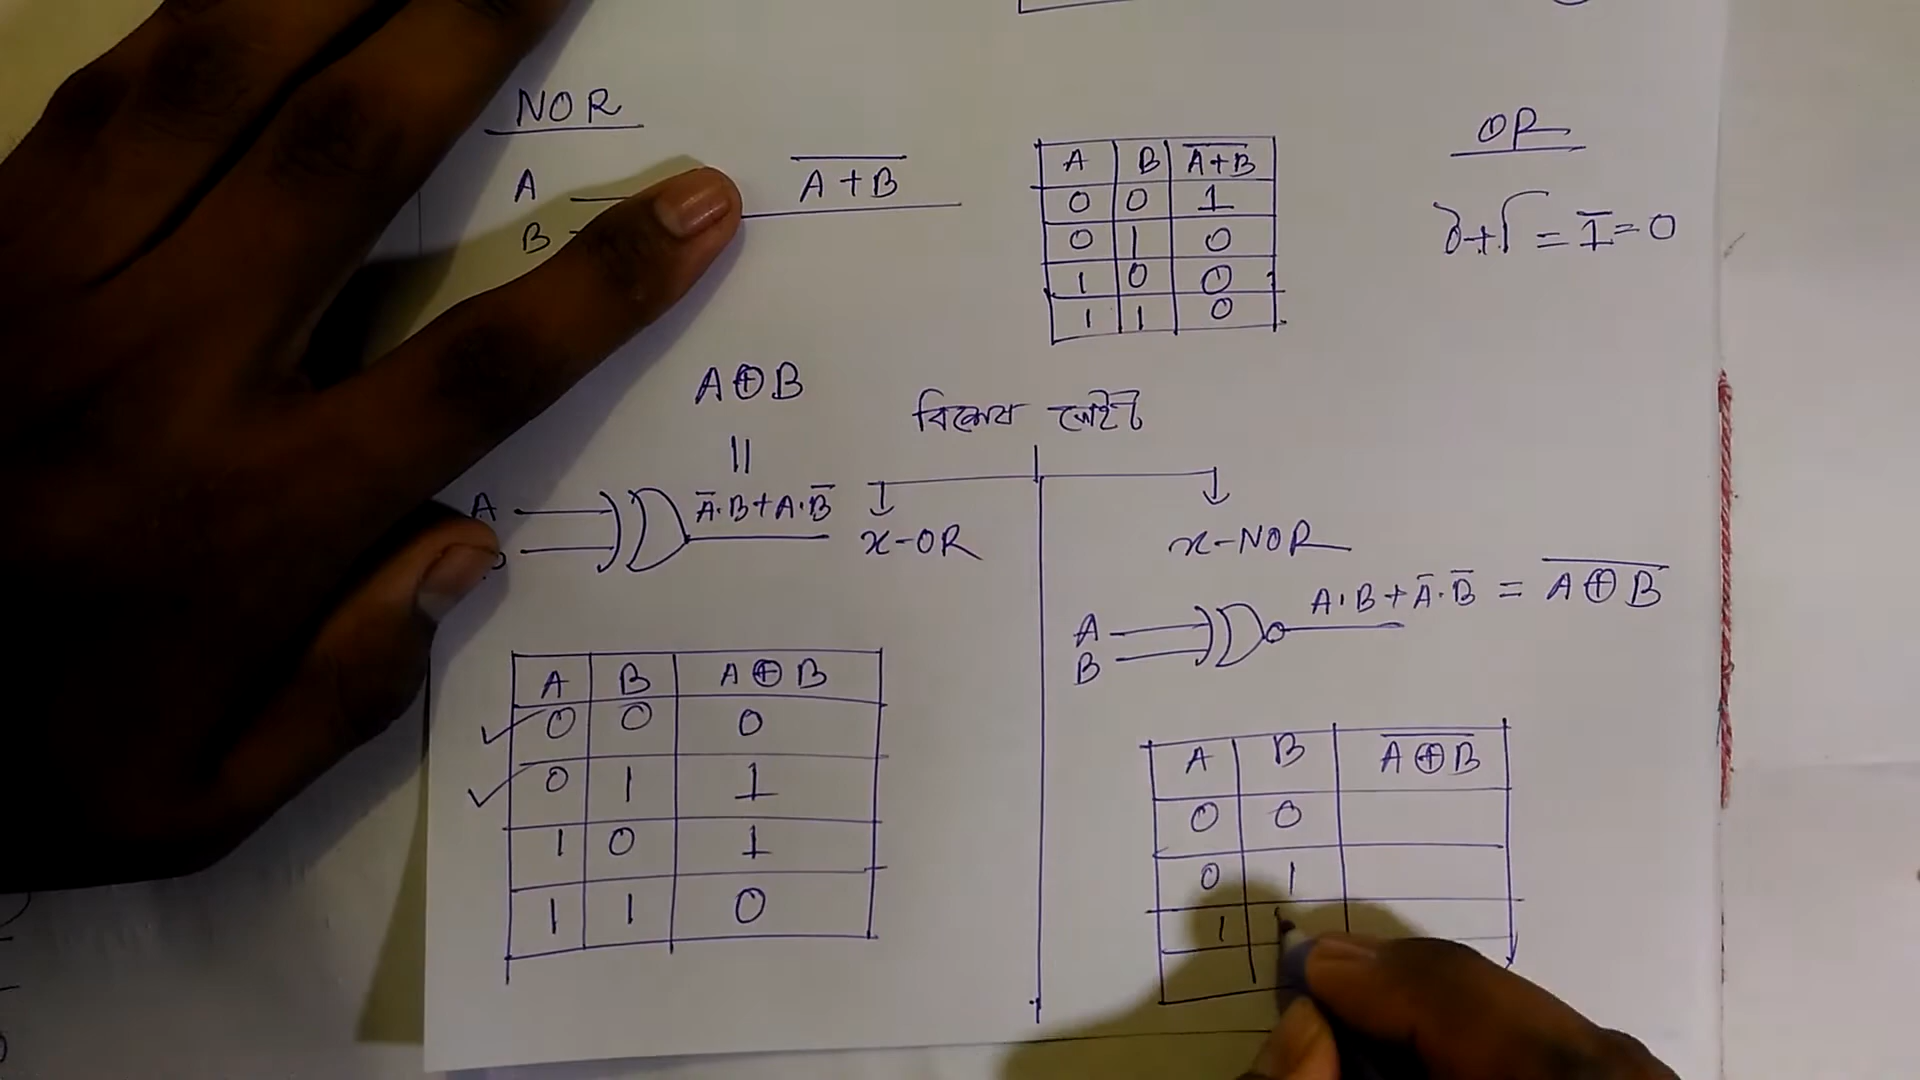 NOR
A
B
A+B
A B A+B
0 0 1
0 1 0
1 0 0
1 1 0
OR
0+1 = 1 = 0
A⊕B
=
A̅·B+A·B̅
A
বিশেষ গেইট
x-OR
x-NOR
A·B+A̅·B̅ = A⊕B
A
B
A B A⊕B
0 0 0
0 1 1
1 0 1
1 1 0
A B A⊕B
0 0
0 1
1